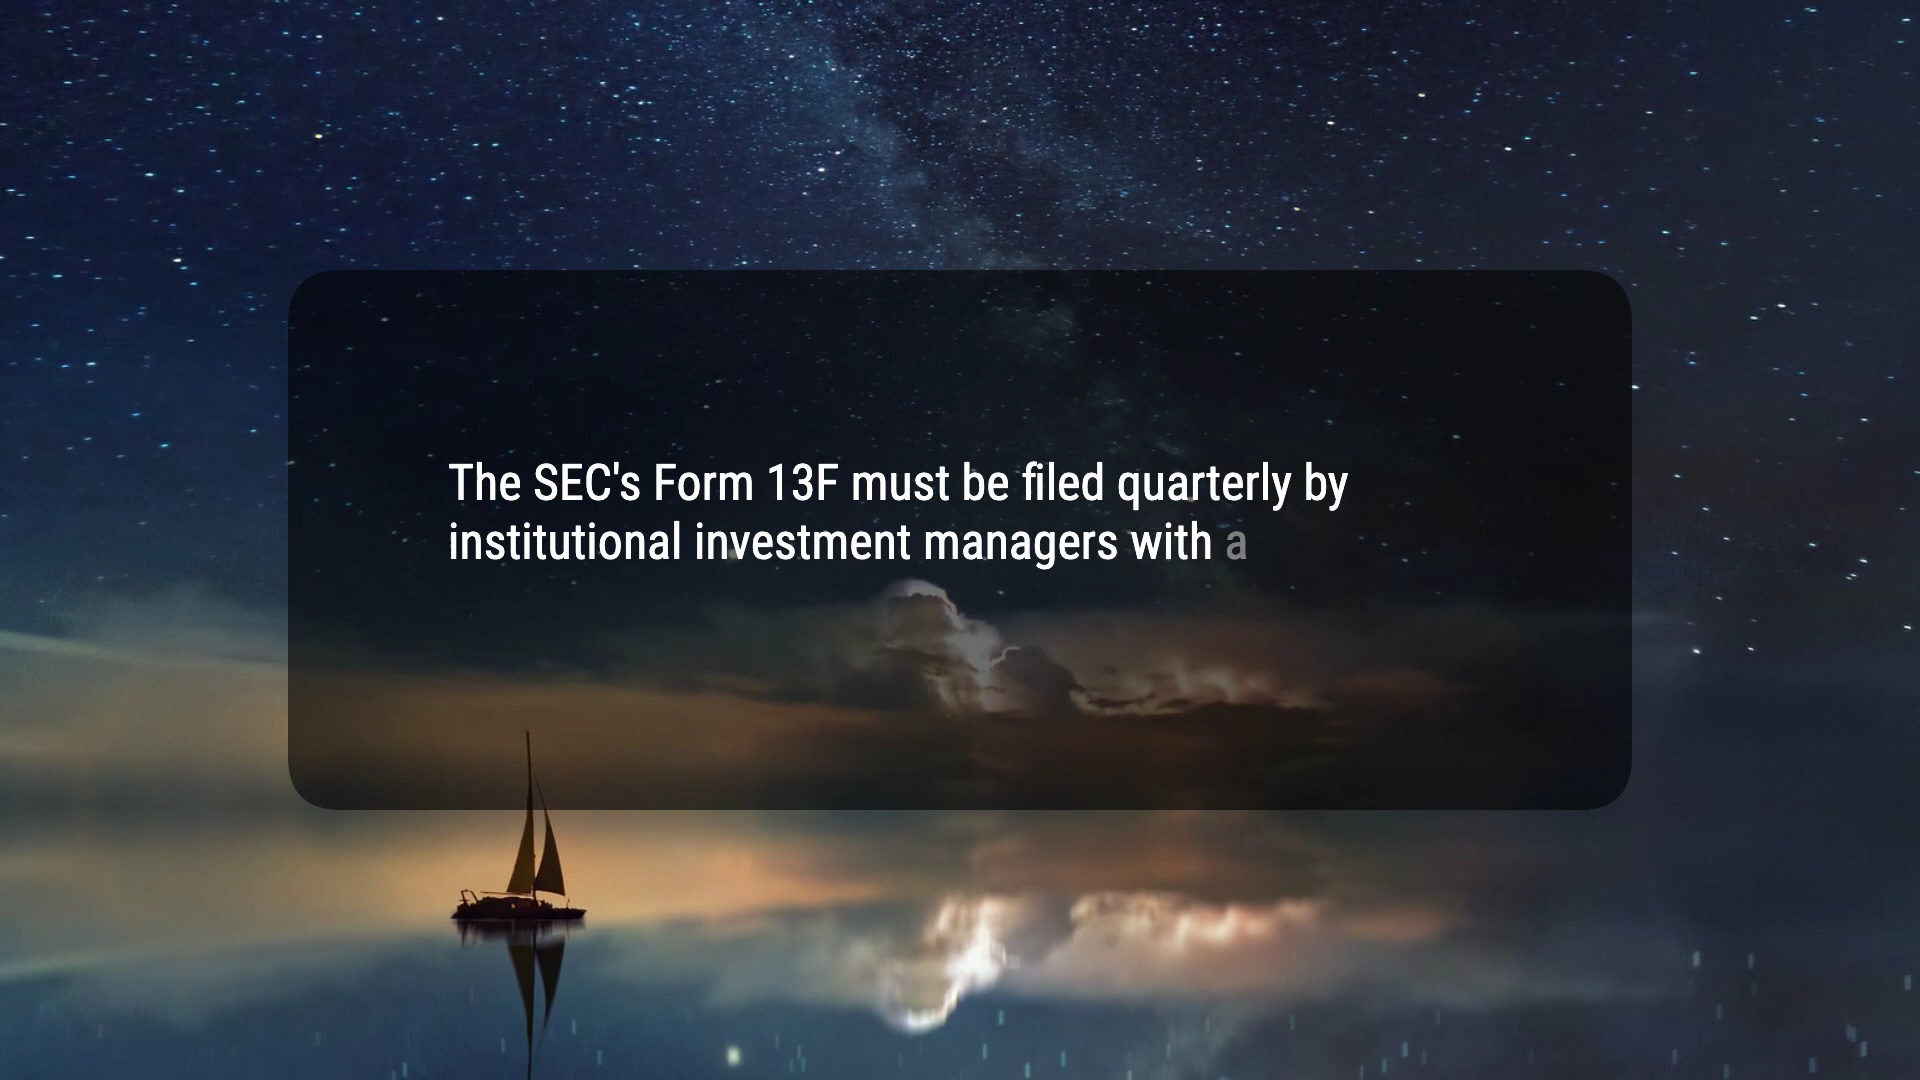 The SEC's Form 13F must be filed quarterly by
institutional investment managers with a